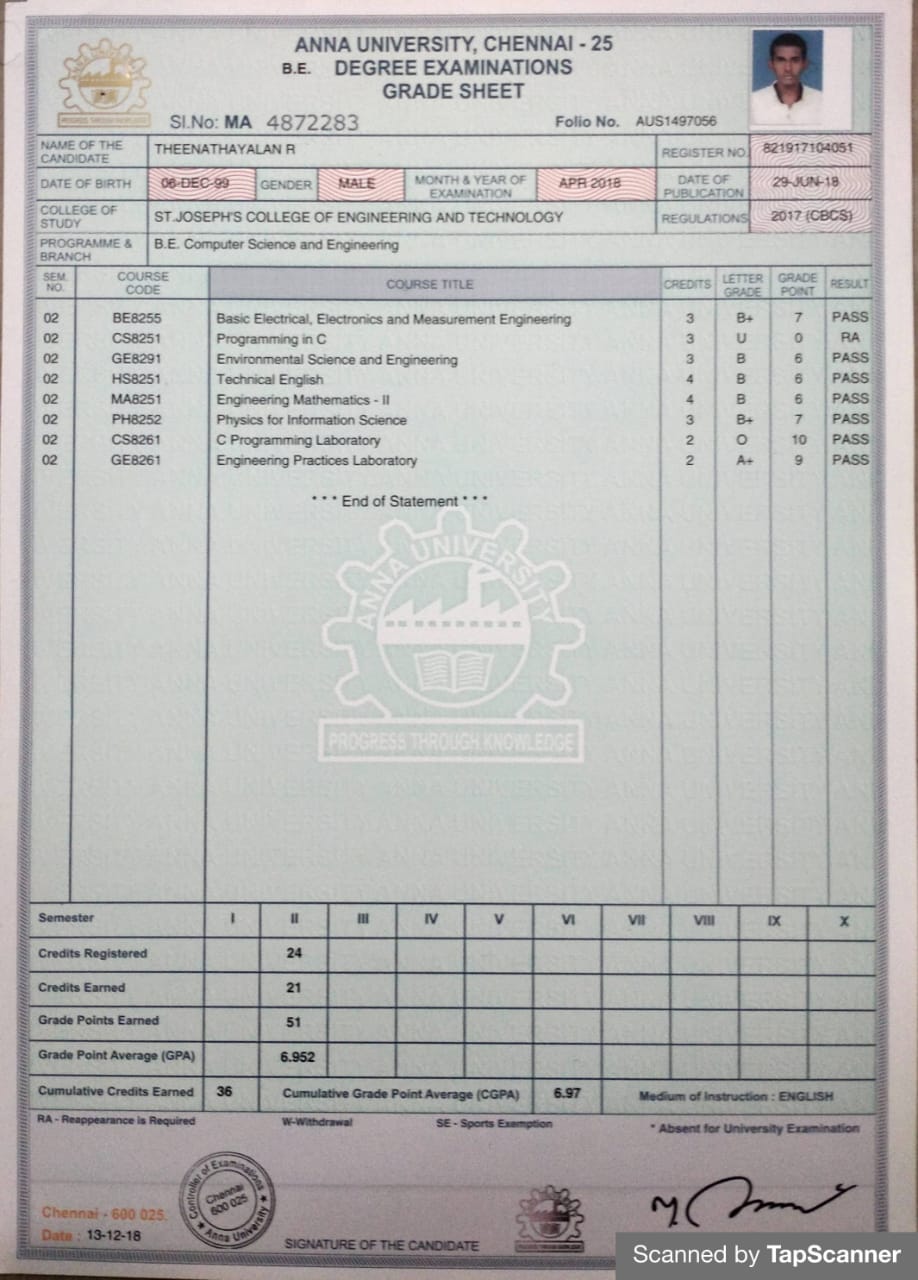 ANNA UNIVERSITY, CHENNAI - 25
B.E. DEGREE EXAMINATIONS
GRADE SHEET
PROGRESS THROUGH KNOWLEDGE
Sl.No: MA 4872283 Folio No. AUS1497056
NAME OF THE CANDIDATE THEENATHAYALAN R REGISTER NO. 821917104051
DATE OF BIRTH 06-DEC-99 GENDER MALE MONTH & YEAR OF EXAMINATION APR 2018 DATE OF PUBLICATION 29-JUN-18
COLLEGE OF STUDY ST.JOSEPH'S COLLEGE OF ENGINEERING AND TECHNOLOGY REGULATIONS 2017 (CBCS)
PROGRAMME & BRANCH B.E. Computer Science and Engineering
SEM. NO. COURSE CODE COURSE TITLE CREDITS LETTER GRADE GRADE POINT RESULT
02 BE8255 Basic Electrical, Electronics and Measurement Engineering 3 B+ 7 PASS
02 CS8251 Programming in C 3 U 0 RA
02 GE8291 Environmental Science and Engineering 3 B 6 PASS
02 HS8251 Technical English 4 B 6 PASS
02 MA8251 Engineering Mathematics - II 4 B 6 PASS
02 PH8252 Physics for Information Science 3 B+ 7 PASS
02 CS8261 C Programming Laboratory 2 O 10 PASS
02 GE8261 Engineering Practices Laboratory 2 A+ 9 PASS
* * * End of Statement * * *
ANNA UNIVERSITY
PROGRESS THROUGH KNOWLEDGE
Semester I II III IV V VI VII VIII IX X
Credits Registered 24
Credits Earned 21
Grade Points Earned 51
Grade Point Average (GPA) 6.952
Cumulative Credits Earned 36 Cumulative Grade Point Average (CGPA) 6.97 Medium of Instruction : ENGLISH
RA - Reappearance is Required W-Withdrawal SE - Sports Exemption * Absent for University Examination
Controller of Examinations
Chennai
600 025
Anna University
Chennai - 600 025.
Date : 13-12-18
SIGNATURE OF THE CANDIDATE
Scanned by TapScanner